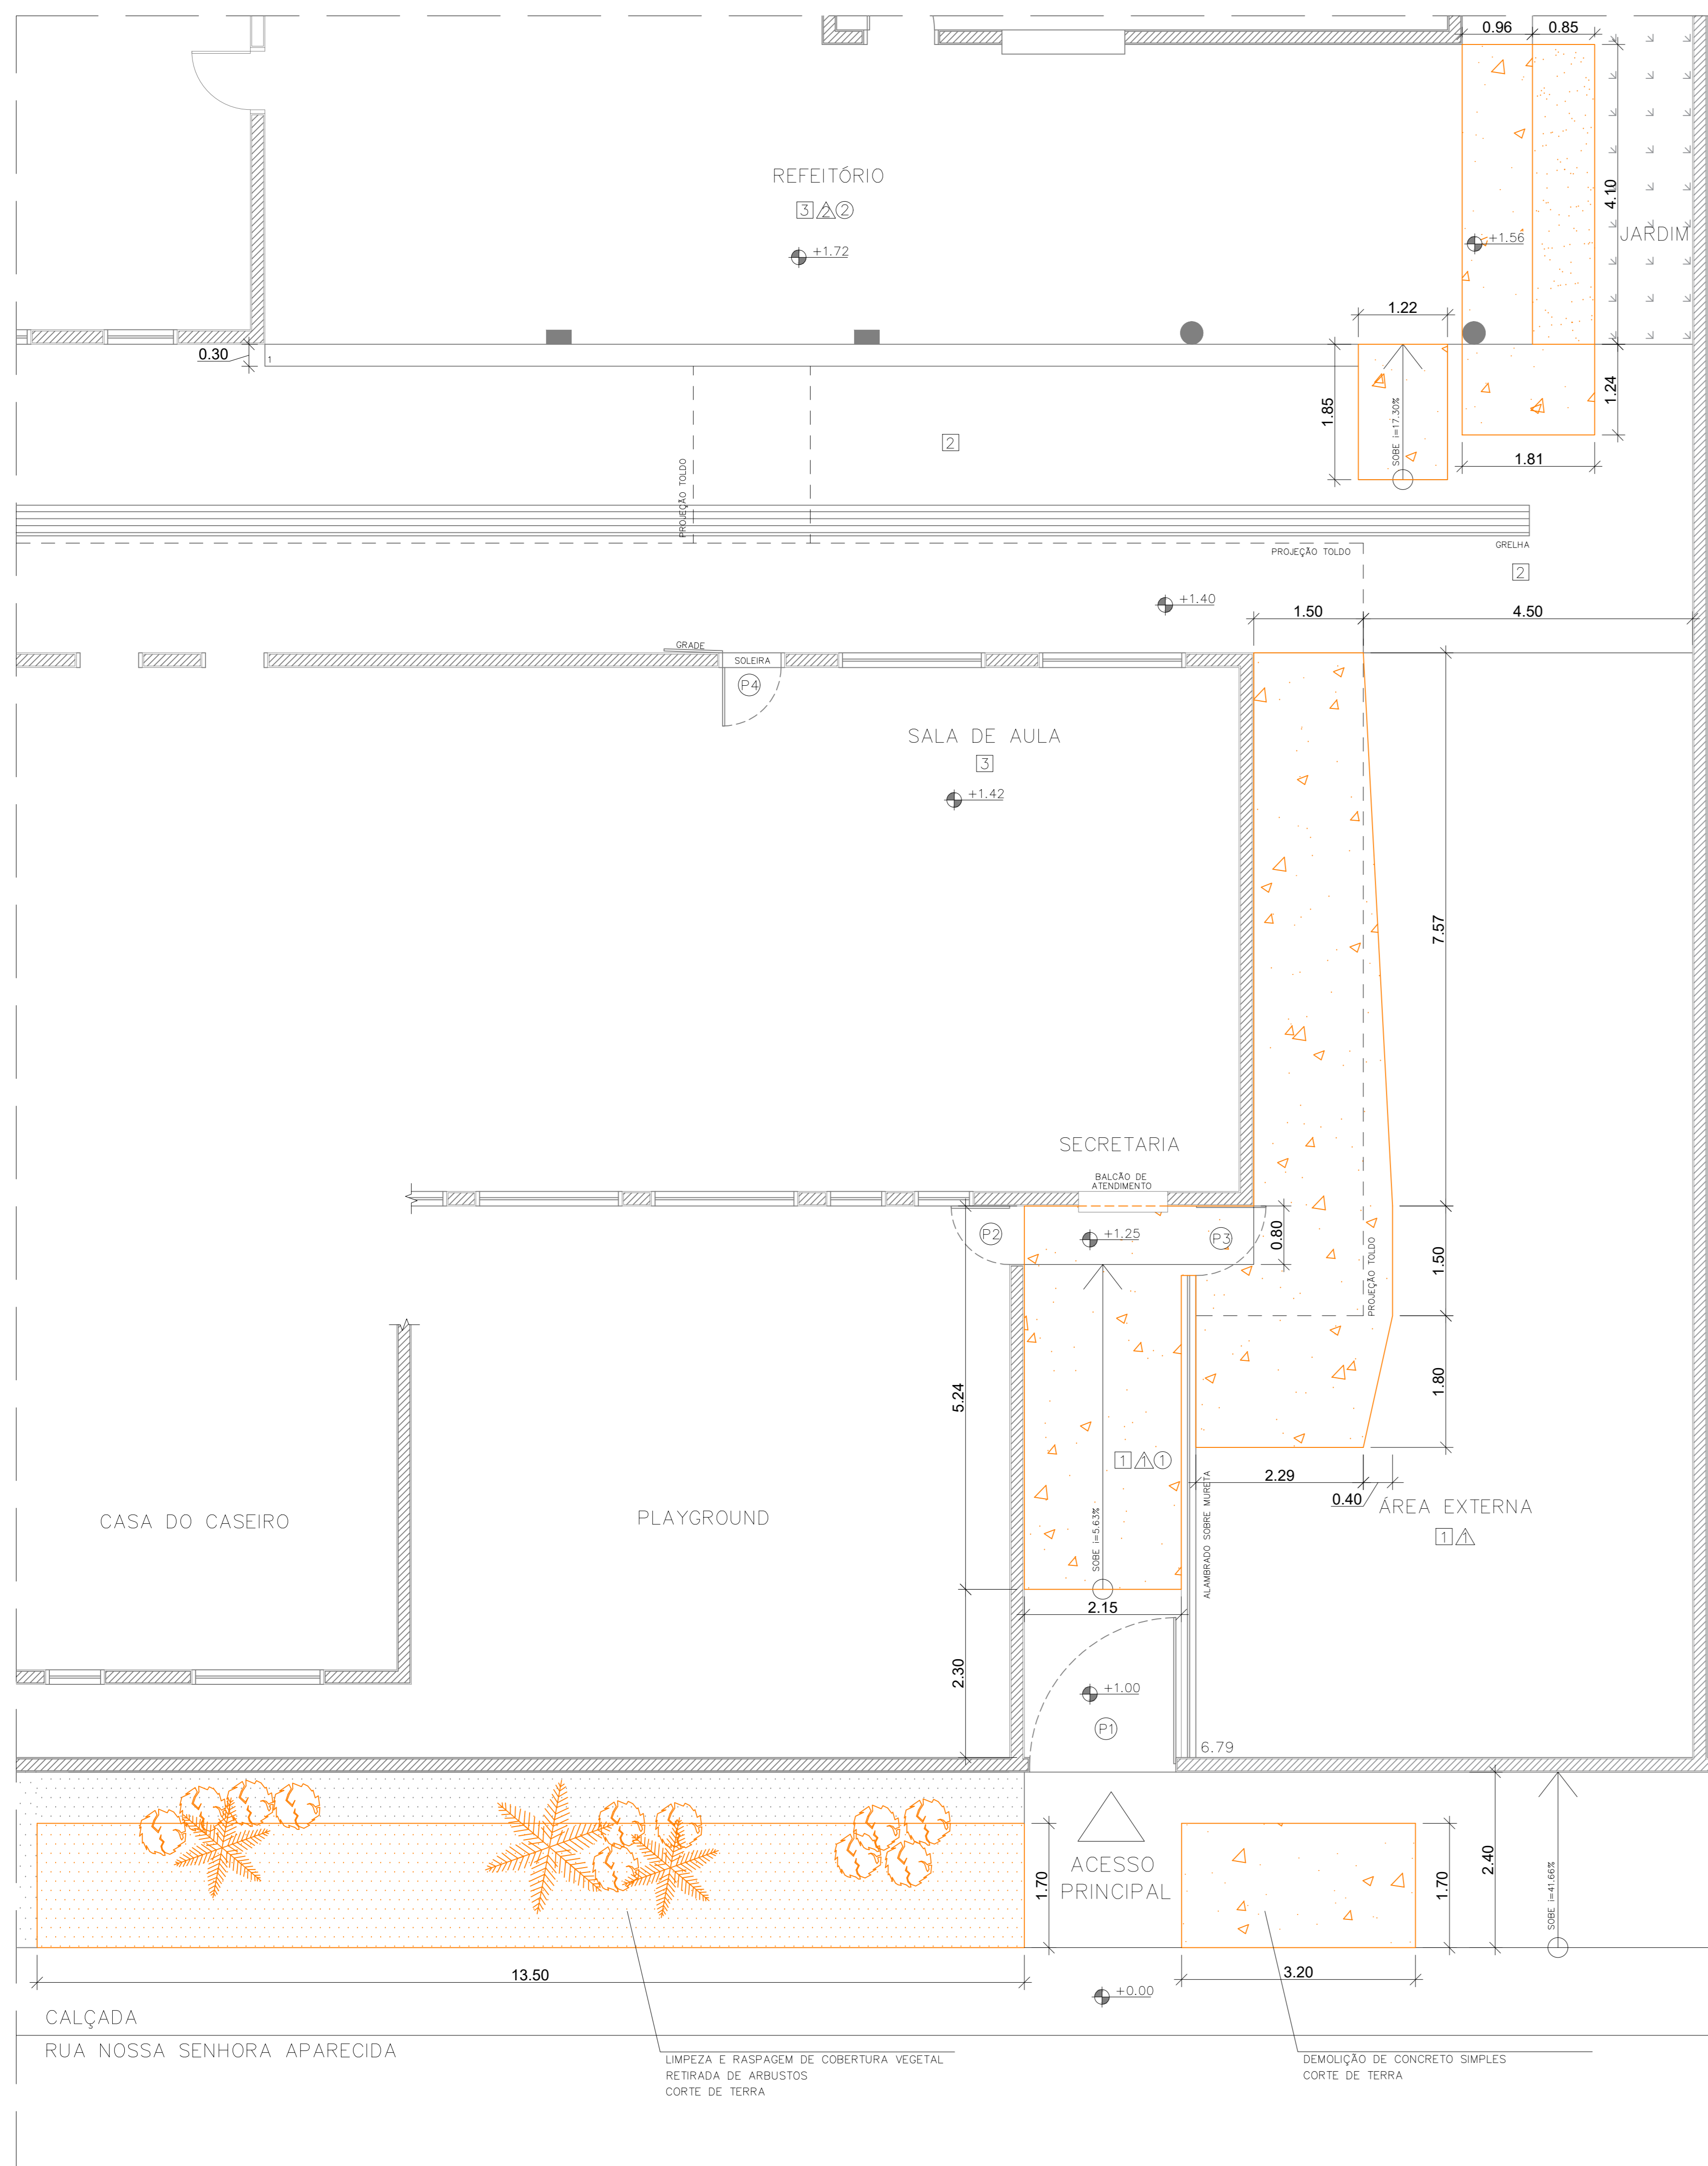 0.96
0.85
REFEITÓRIO
3 2 2
+1.72
4.10
JARDIM
+1.56
1.22
0.30
1
1.85
SOBE i=17.30%
1.24
1.81
2
PROJEÇÃO TOLDO
PROJEÇÃO TOLDO
GRELHA
2
+1.40
1.50
4.50
GRADE
SOLEIRA
P4
SALA DE AULA
3
+1.42
7.57
SECRETARIA
BALCÃO DE
ATENDIMENTO
P2
+1.25
P3
0.80
PROJEÇÃO TOLDO
1.50
5.24
1.80
1 1 1
SOBE i=5.63%
ALAMBRADO SOBRE MURETA
2.29
0.40
ÁREA EXTERNA
1 1
CASA DO CASEIRO
PLAYGROUND
2.15
2.30
+1.00
P1
6.79
1.70
ACESSO
PRINCIPAL
1.70
2.40
SOBE i=41.66%
13.50
3.20
+0.00
CALÇADA
RUA NOSSA SENHORA APARECIDA
LIMPEZA E RASPAGEM DE COBERTURA VEGETAL
RETIRADA DE ARBUSTOS
CORTE DE TERRA
DEMOLIÇÃO DE CONCRETO SIMPLES
CORTE DE TERRA